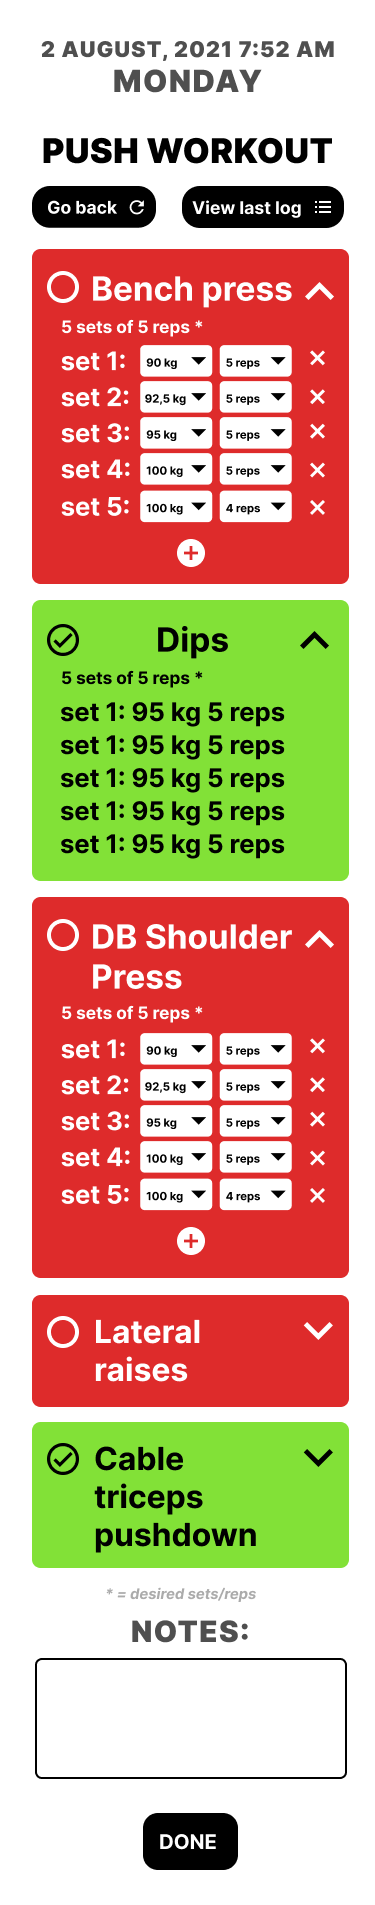 2 AUGUST, 2021 7:52 AM
MONDAY
PUSH WORKOUT
Go back
View last log
Bench press
5 sets of 5 reps *
set 1: 90 kg 5 reps
set 2: 92,5 kg 5 reps
set 3: 95 kg 5 reps
set 4: 100 kg 5 reps
set 5: 100 kg 4 reps
Dips
5 sets of 5 reps *
set 1: 95 kg 5 reps
set 1: 95 kg 5 reps
set 1: 95 kg 5 reps
set 1: 95 kg 5 reps
set 1: 95 kg 5 reps
DB Shoulder
Press
5 sets of 5 reps *
set 1: 90 kg 5 reps
set 2: 92,5 kg 5 reps
set 3: 95 kg 5 reps
set 4: 100 kg 5 reps
set 5: 100 kg 4 reps
Lateral
raises
Cable
triceps
pushdown
* = desired sets/reps
NOTES:
DONE